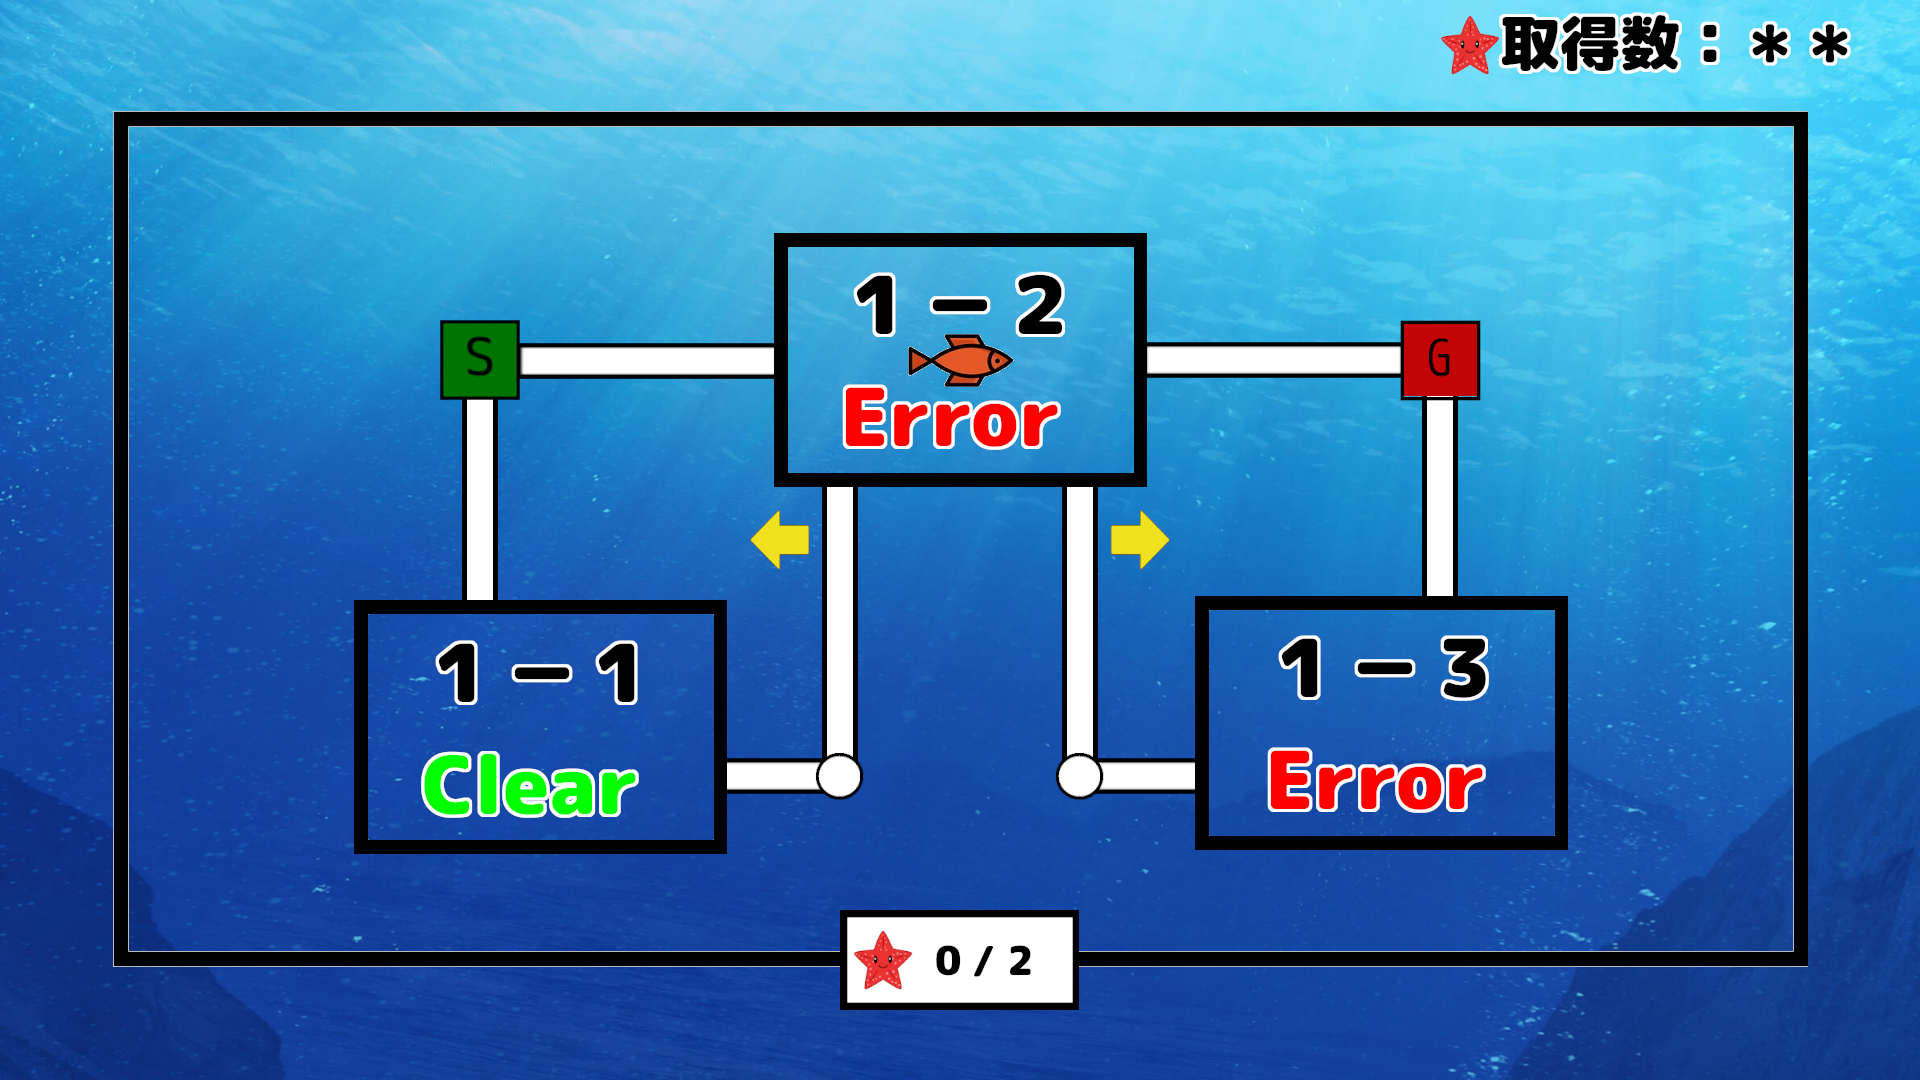 取得数：＊＊
1 － 2
Error
S
G
1 － 1
Clear
1 － 3
Error
0 / 2